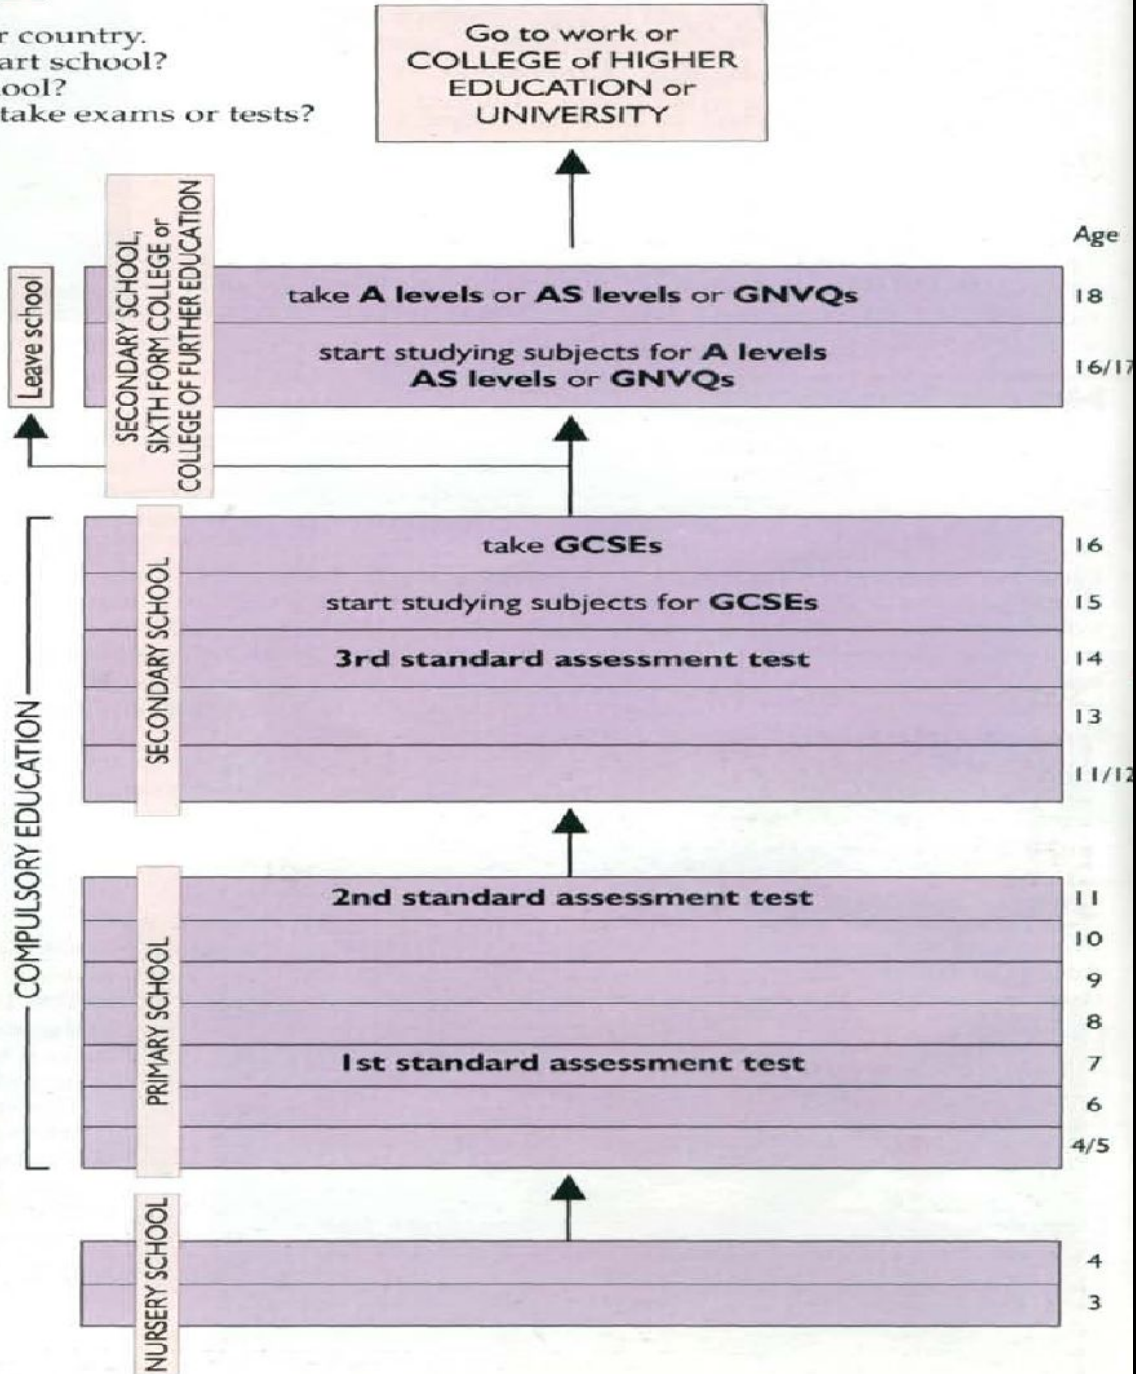 r country.
art school?
ool?
take exams or tests?
Go to work or
COLLEGE of HIGHER
EDUCATION or
UNIVERSITY
Age
Leave school
SECONDARY SCHOOL,
SIXTH FORM COLLEGE or
COLLEGE OF FURTHER EDUCATION
take A levels or AS levels or GNVQs
18
start studying subjects for A levels
AS levels or GNVQs
16/17
COMPULSORY EDUCATION
SECONDARY SCHOOL
take GCSEs
16
start studying subjects for GCSEs
15
3rd standard assessment test
14
13
11/12
PRIMARY SCHOOL
2nd standard assessment test
11
10
9
8
1st standard assessment test
7
6
4/5
NURSERY SCHOOL
4
3